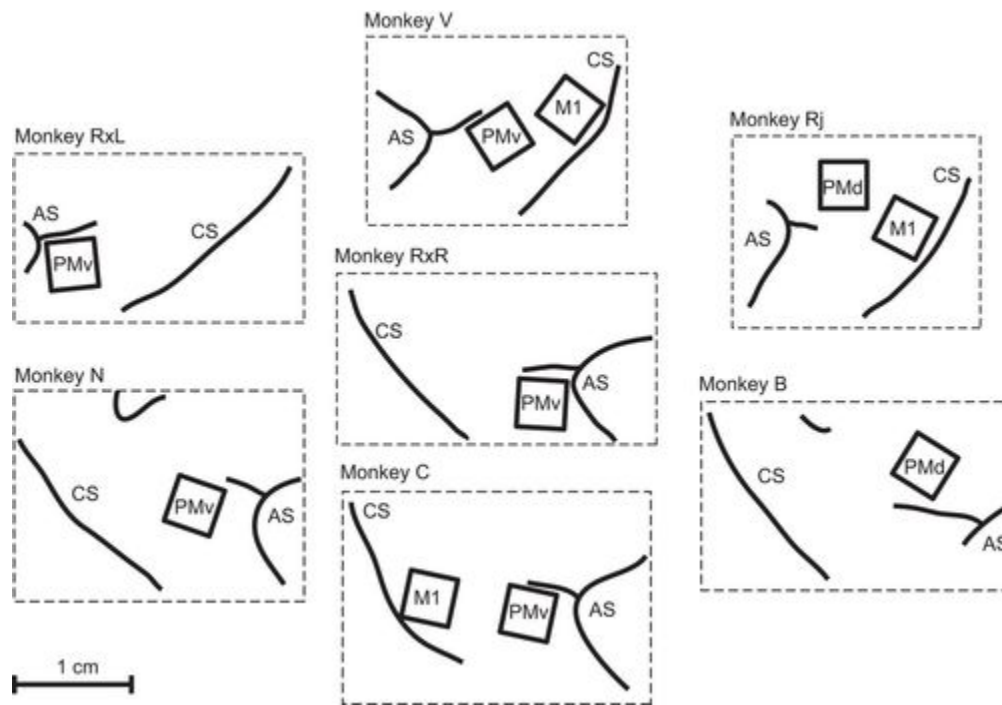 Monkey V
CS
M1
AS
PMv
Monkey RxL
AS
CS
PMv
Monkey Rj
PMd
CS
M1
AS
Monkey RxR
CS
AS
PMv
Monkey N
CS
PMv
AS
Monkey B
CS
PMd
AS
Monkey C
CS
M1
PMv
AS
1 cm